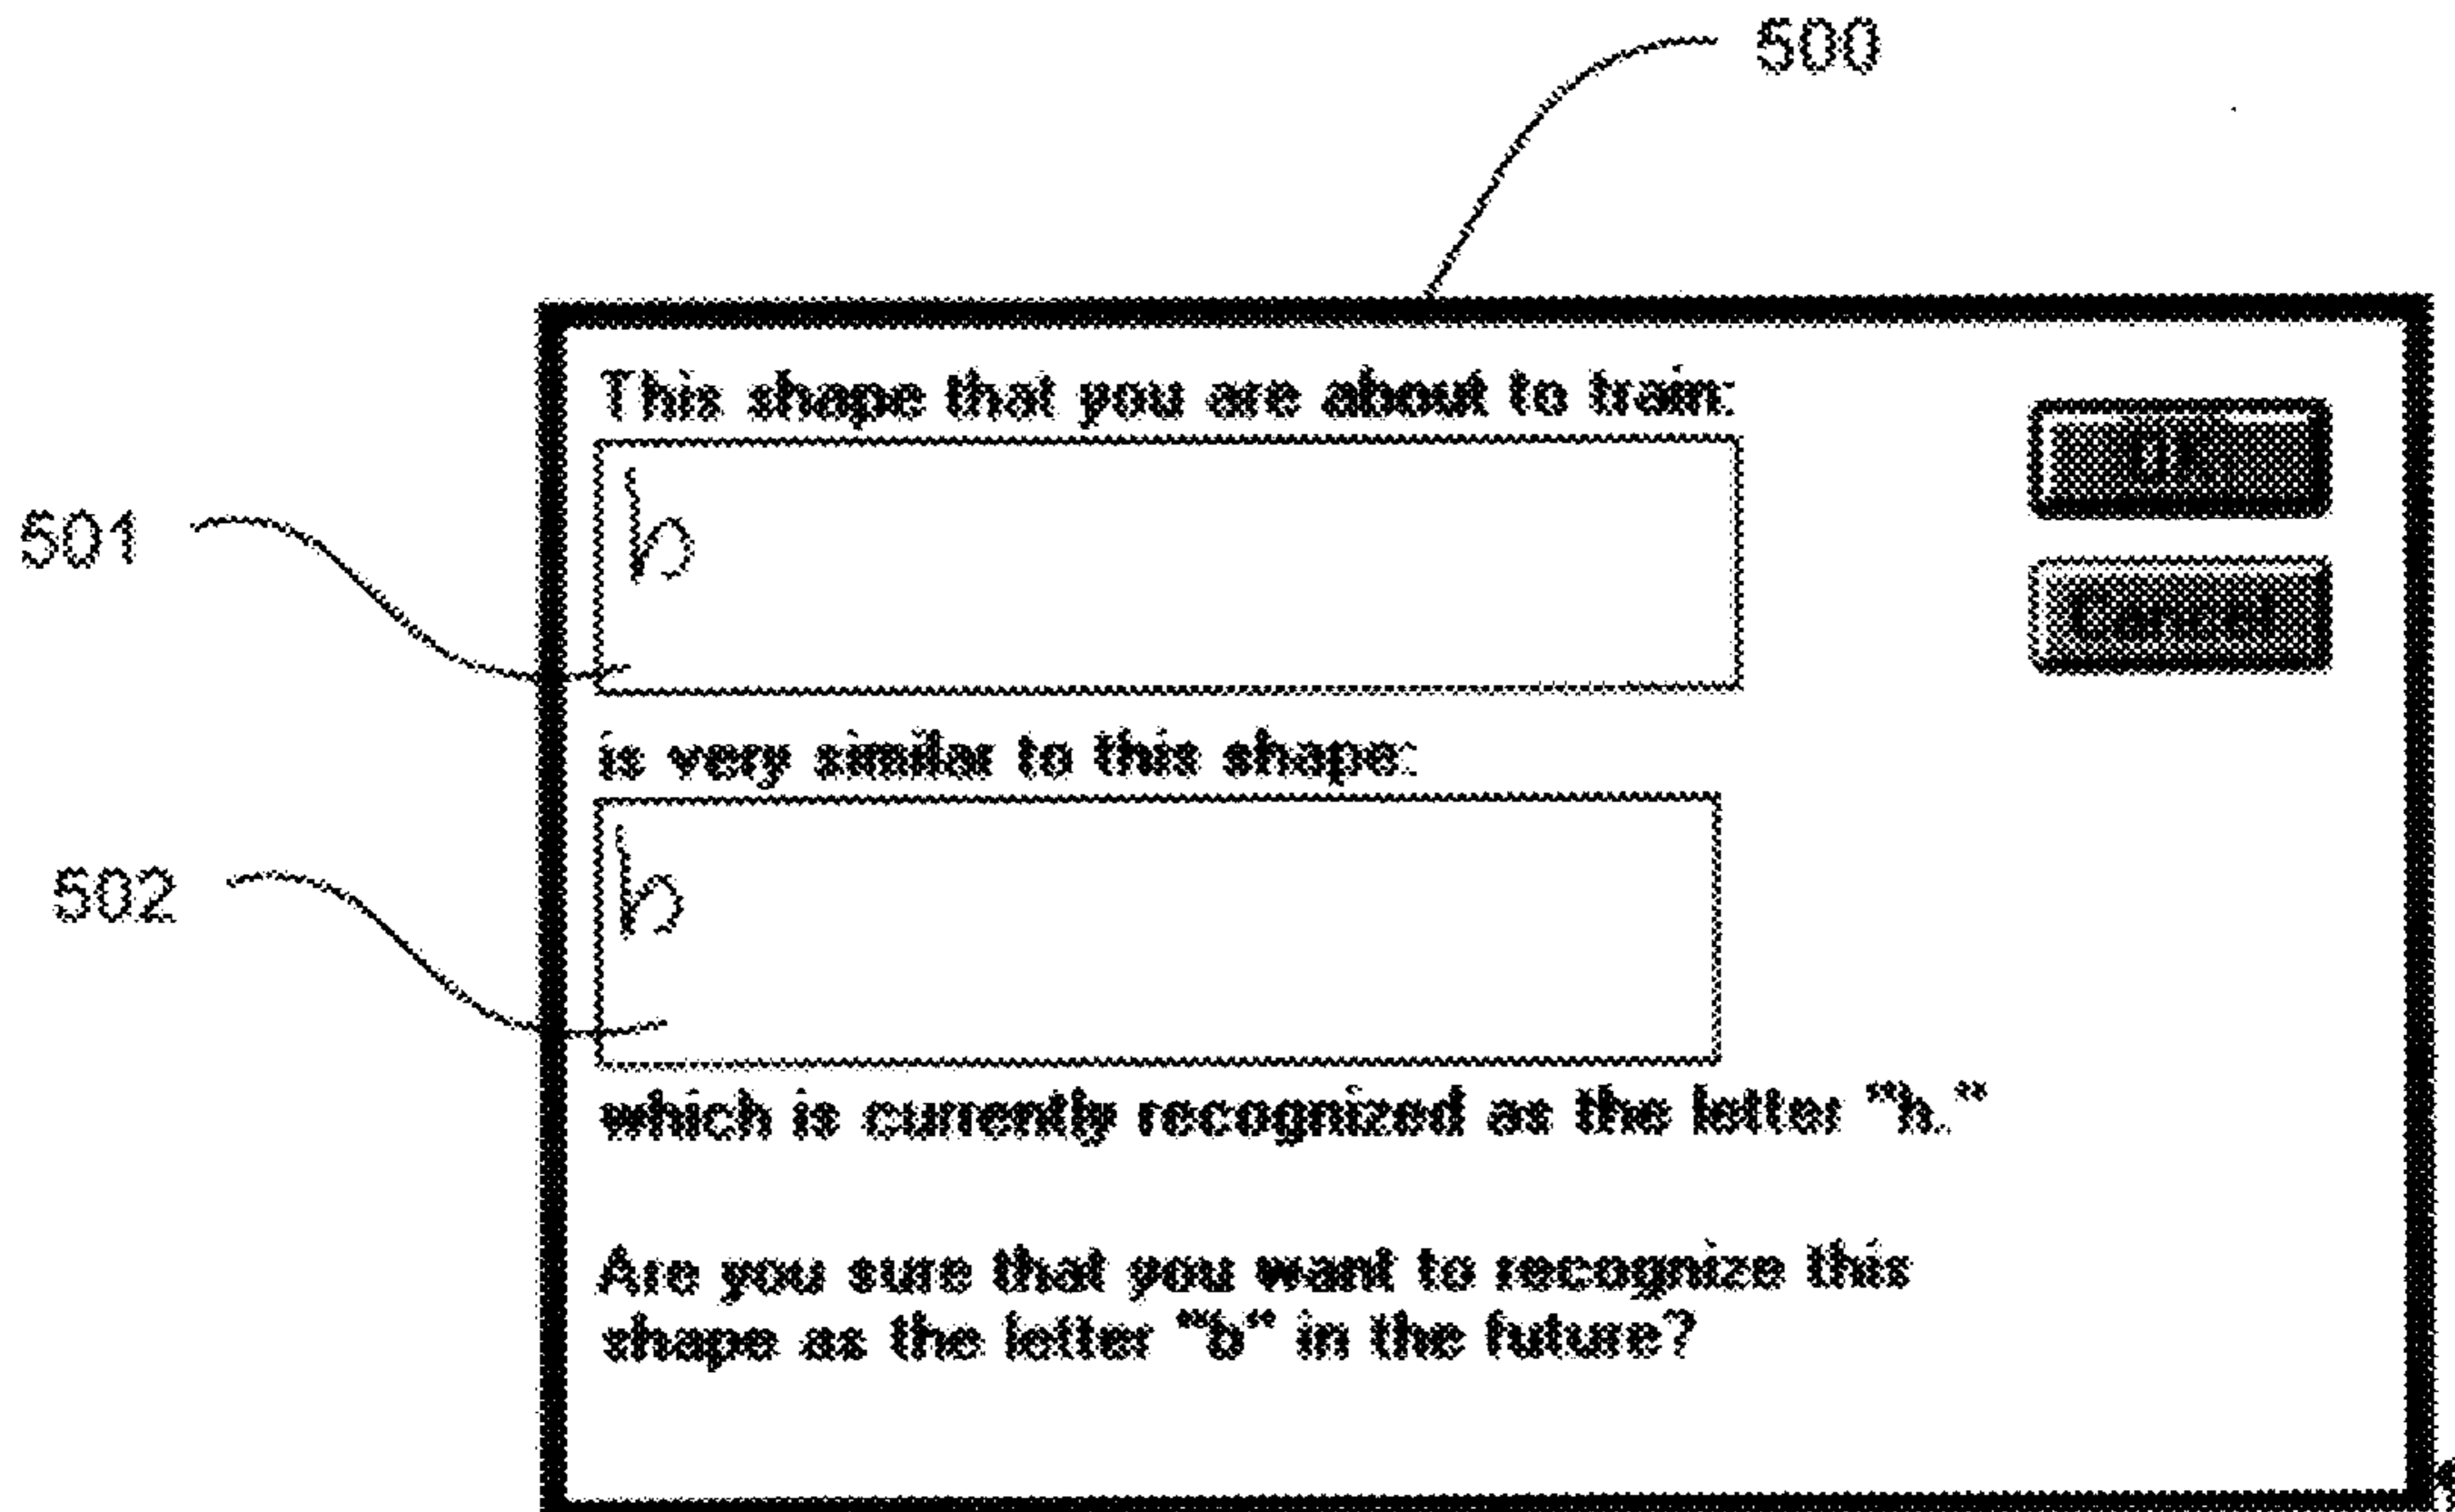 500
This shape that you are about to train:
OK
501
b
Cancel
is very similar to this shape:
502
h
which is currently recognized as the letter "h."
Are you sure that you want to recognize this
shape as the letter "b" in the future?